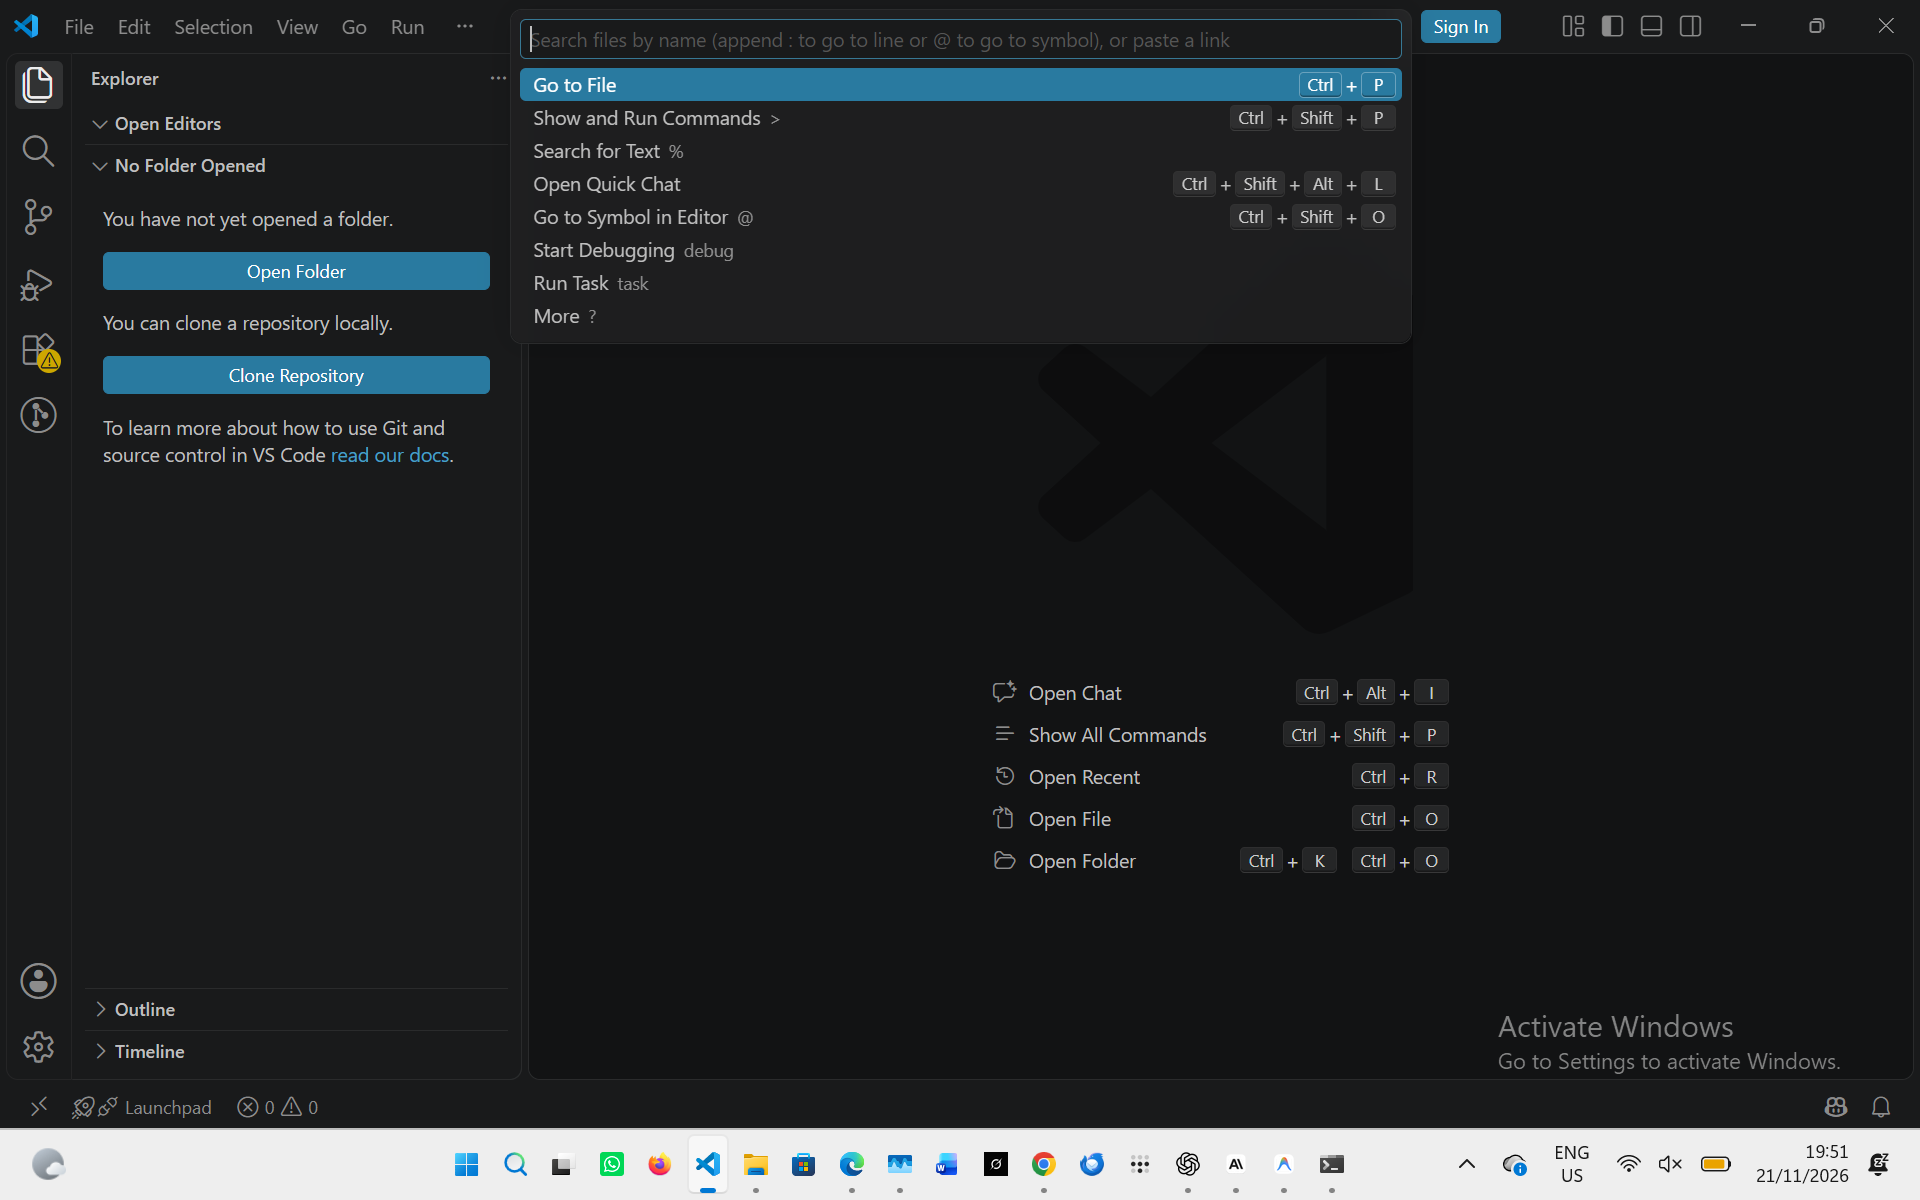 File Edit Selection View Go Run ···
Search files by name (append : to go to line or @ to go to symbol), or paste a link
Sign In
Go to File Ctrl + P
Show and Run Commands > Ctrl + Shift + P
Search for Text %
Open Quick Chat Ctrl + Shift + Alt + L
Go to Symbol in Editor @ Ctrl + Shift + O
Start Debugging debug
Run Task task
More ?
Explorer ···
Open Editors
No Folder Opened
You have not yet opened a folder.
Open Folder
You can clone a repository locally.
Clone Repository
To learn more about how to use Git and
source control in VS Code read our docs.
Outline
Timeline
Open Chat Ctrl + Alt + I
Show All Commands Ctrl + Shift + P
Open Recent Ctrl + R
Open File Ctrl + O
Open Folder Ctrl + K Ctrl + O
Activate Windows
Go to Settings to activate Windows.
Launchpad 0 0
ENG
US
19:51
21/11/2026